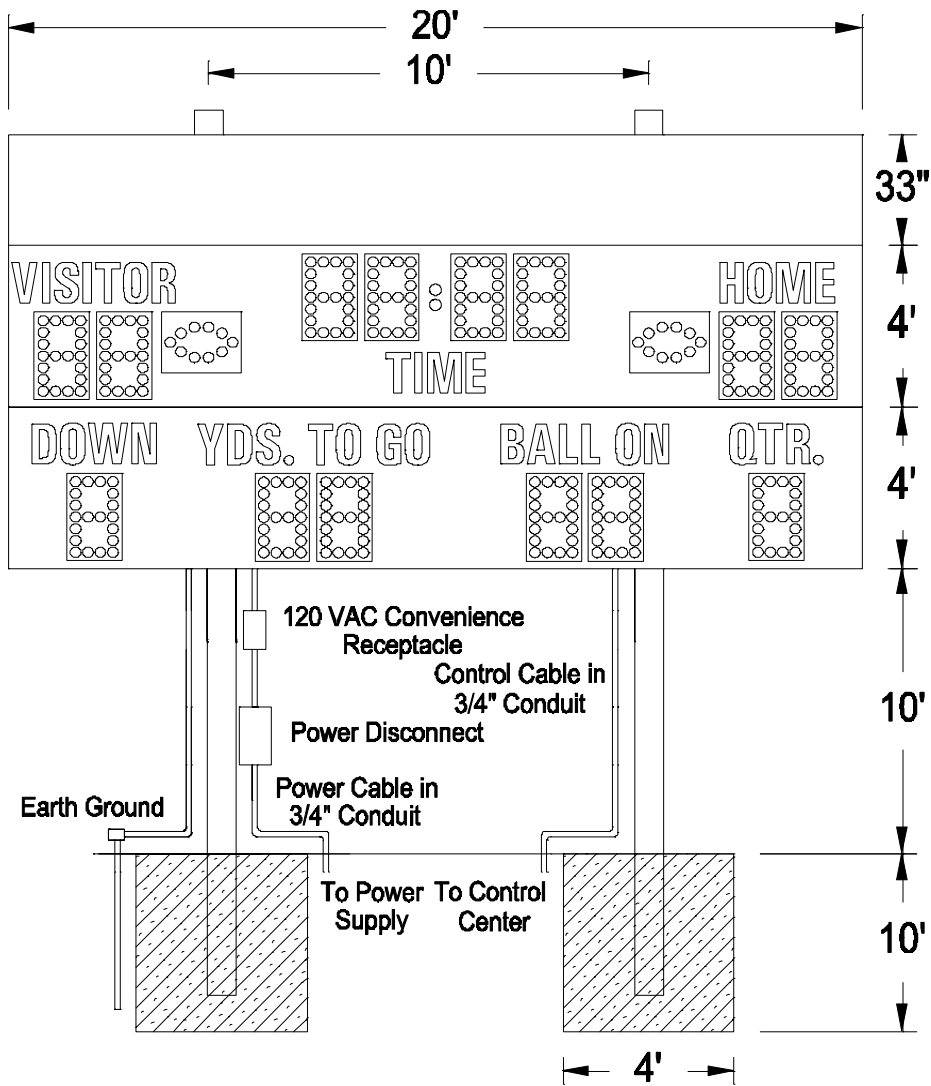 20'
10'
33"
VISITOR
HOME
4'
TIME
DOWN YDS. TO GO BALL ON QTR.
4'
120 VAC Convenience
Receptacle
Control Cable in
3/4" Conduit
10'
Power Disconnect
Power Cable in
3/4" Conduit
Earth Ground
To Power
Supply
To Control
Center
10'
4'